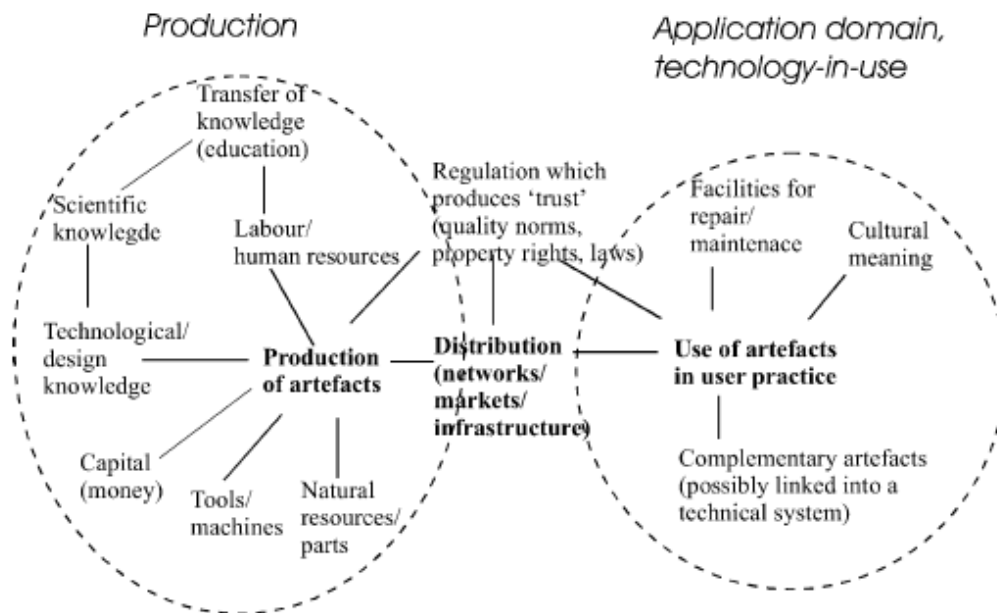 Production
Application domain,
technology-in-use
Transfer of
knowledge
(education)
Scientific
knowlegde
Labour/
human resources
Technological/
design
knowledge
Production
of artefacts
Capital
(money)
Tools/
machines
Natural
resources/
parts
Regulation which
produces ‘trust’
(quality norms,
property rights, laws)
Distribution
(networks/
markets/
infrastructure)
Facilities for
repair/
maintenace
Cultural
meaning
Use of artefacts
in user practice
Complementary artefacts
(possibly linked into a
technical system)